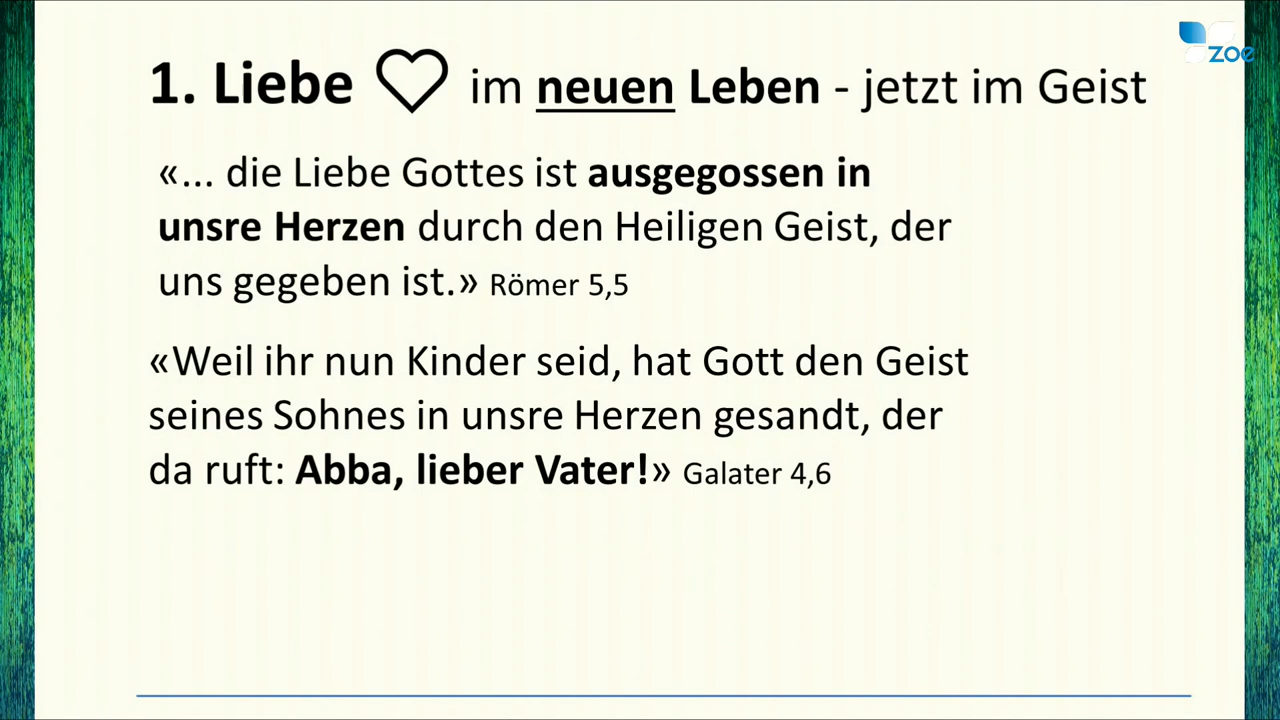 zoe
1. Liebe im neuen Leben - jetzt im Geist
«... die Liebe Gottes ist ausgegossen in
unsre Herzen durch den Heiligen Geist, der
uns gegeben ist.» Römer 5,5
«Weil ihr nun Kinder seid, hat Gott den Geist
seines Sohnes in unsre Herzen gesandt, der
da ruft: Abba, lieber Vater!» Galater 4,6